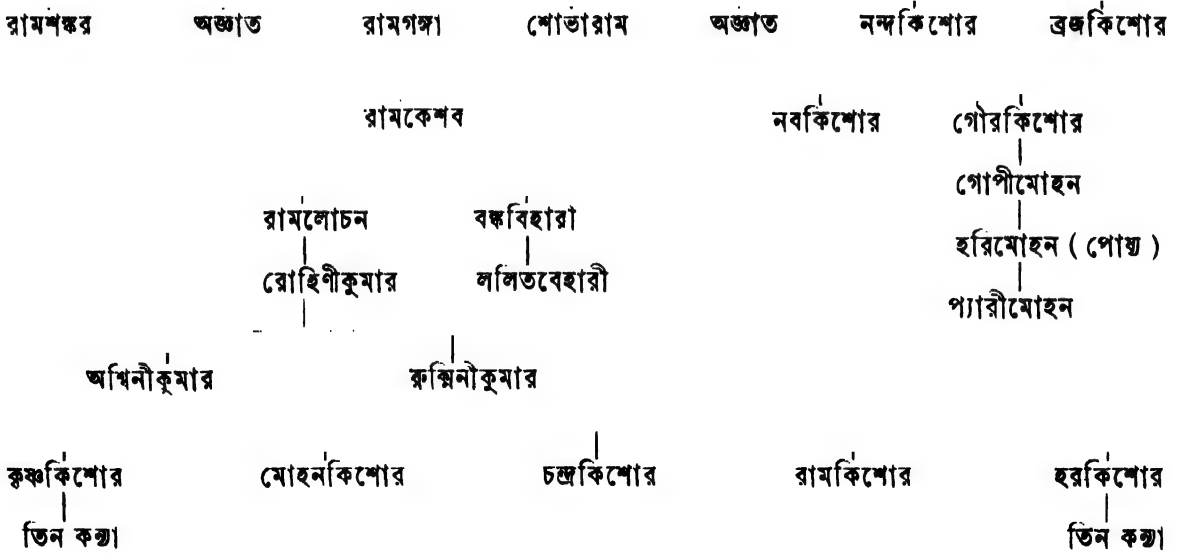 রামশঙ্কর অজ্ঞাত রামগঙ্গা শোভারাম অজ্ঞাত নন্দকিশোর ব্রজকিশোর
রামকেশব নবকিশোর গৌরকিশোর
গোপীমোহন
রামলোচন বঙ্কবিহারা
হরিমোহন ( পোষ্য )
রোহিণীকুমার ললিতবেহারী
প্যারীমোহন
অশ্বিনীকুমার রুক্মিনীকুমার
কৃষ্ণকিশোর মোহনকিশোর চন্দ্রকিশোর রামকিশোর হরকিশোর
তিন কন্যা তিন কন্যা